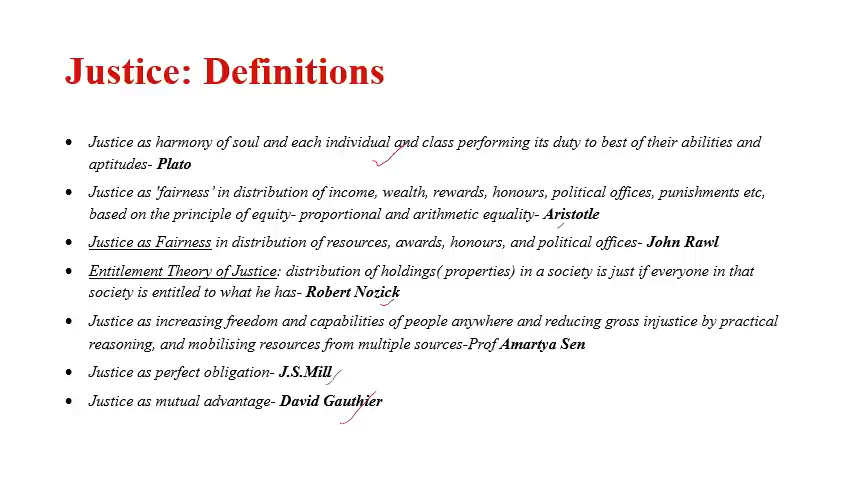 Justice: Definitions
• Justice as harmony of soul and each individual and class performing its duty to best of their abilities and
aptitudes- Plato
• Justice as 'fairness’ in distribution of income, wealth, rewards, honours, political offices, punishments etc,
based on the principle of equity- proportional and arithmetic equality- Aristotle
• Justice as Fairness in distribution of resources, awards, honours, and political offices- John Rawl
• Entitlement Theory of Justice: distribution of holdings( properties) in a society is just if everyone in that
society is entitled to what he has- Robert Nozick
• Justice as increasing freedom and capabilities of people anywhere and reducing gross injustice by practical
reasoning, and mobilising resources from multiple sources-Prof Amartya Sen
• Justice as perfect obligation- J.S.Mill
• Justice as mutual advantage- David Gauthier